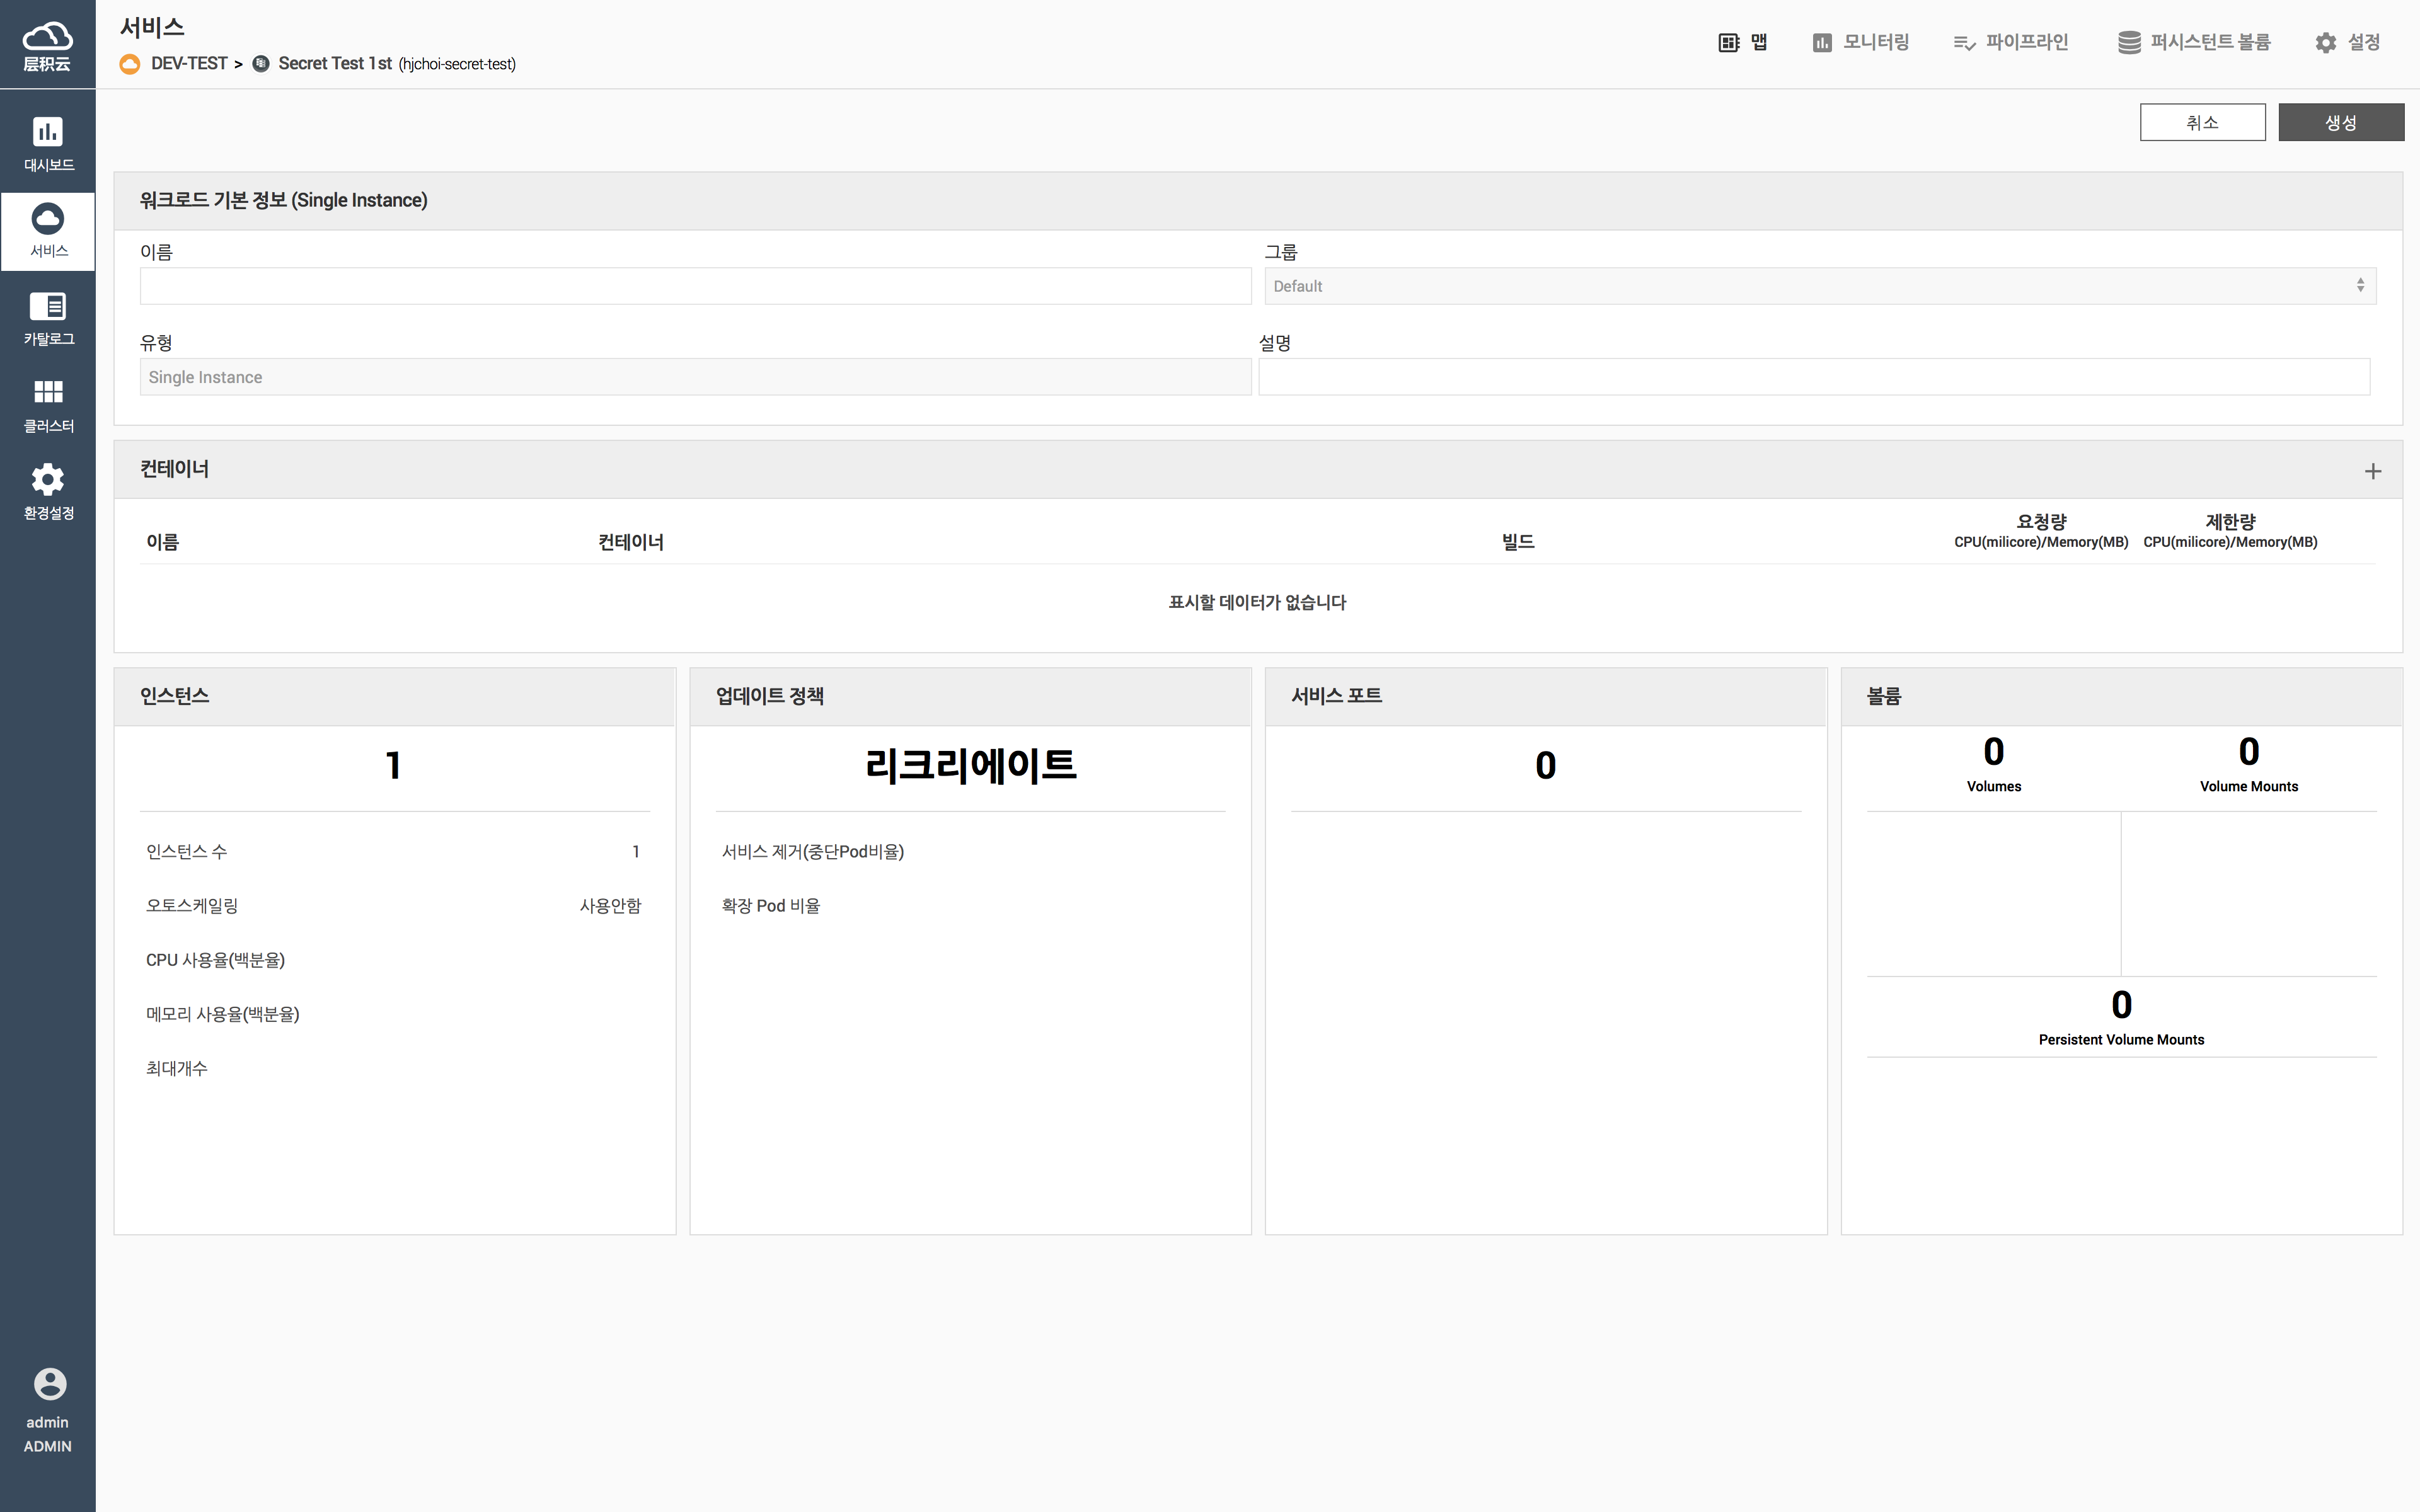 层积云
서비스
DEV-TEST > Secret Test 1st (hjchoi-secret-test)
맵
모니터링
파이프라인
퍼시스턴트 볼륨
설정
대시보드
서비스
카탈로그
클러스터
환경설정
admin
ADMIN
취소
생성
워크로드 기본 정보 (Single Instance)
이름
그룹
Default
유형
설명
Single Instance
컨테이너
이름
컨테이너
빌드
요청량
CPU(milicore)/Memory(MB)
제한량
CPU(milicore)/Memory(MB)
표시할 데이터가 없습니다
인스턴스
1
인스턴스 수 1
오토스케일링 사용안함
CPU 사용율(백분율)
메모리 사용율(백분율)
최대개수
업데이트 정책
리크리에이트
서비스 제거(중단Pod비율)
확장 Pod 비율
서비스 포트
0
볼륨
0
Volumes
0
Volume Mounts
0
Persistent Volume Mounts